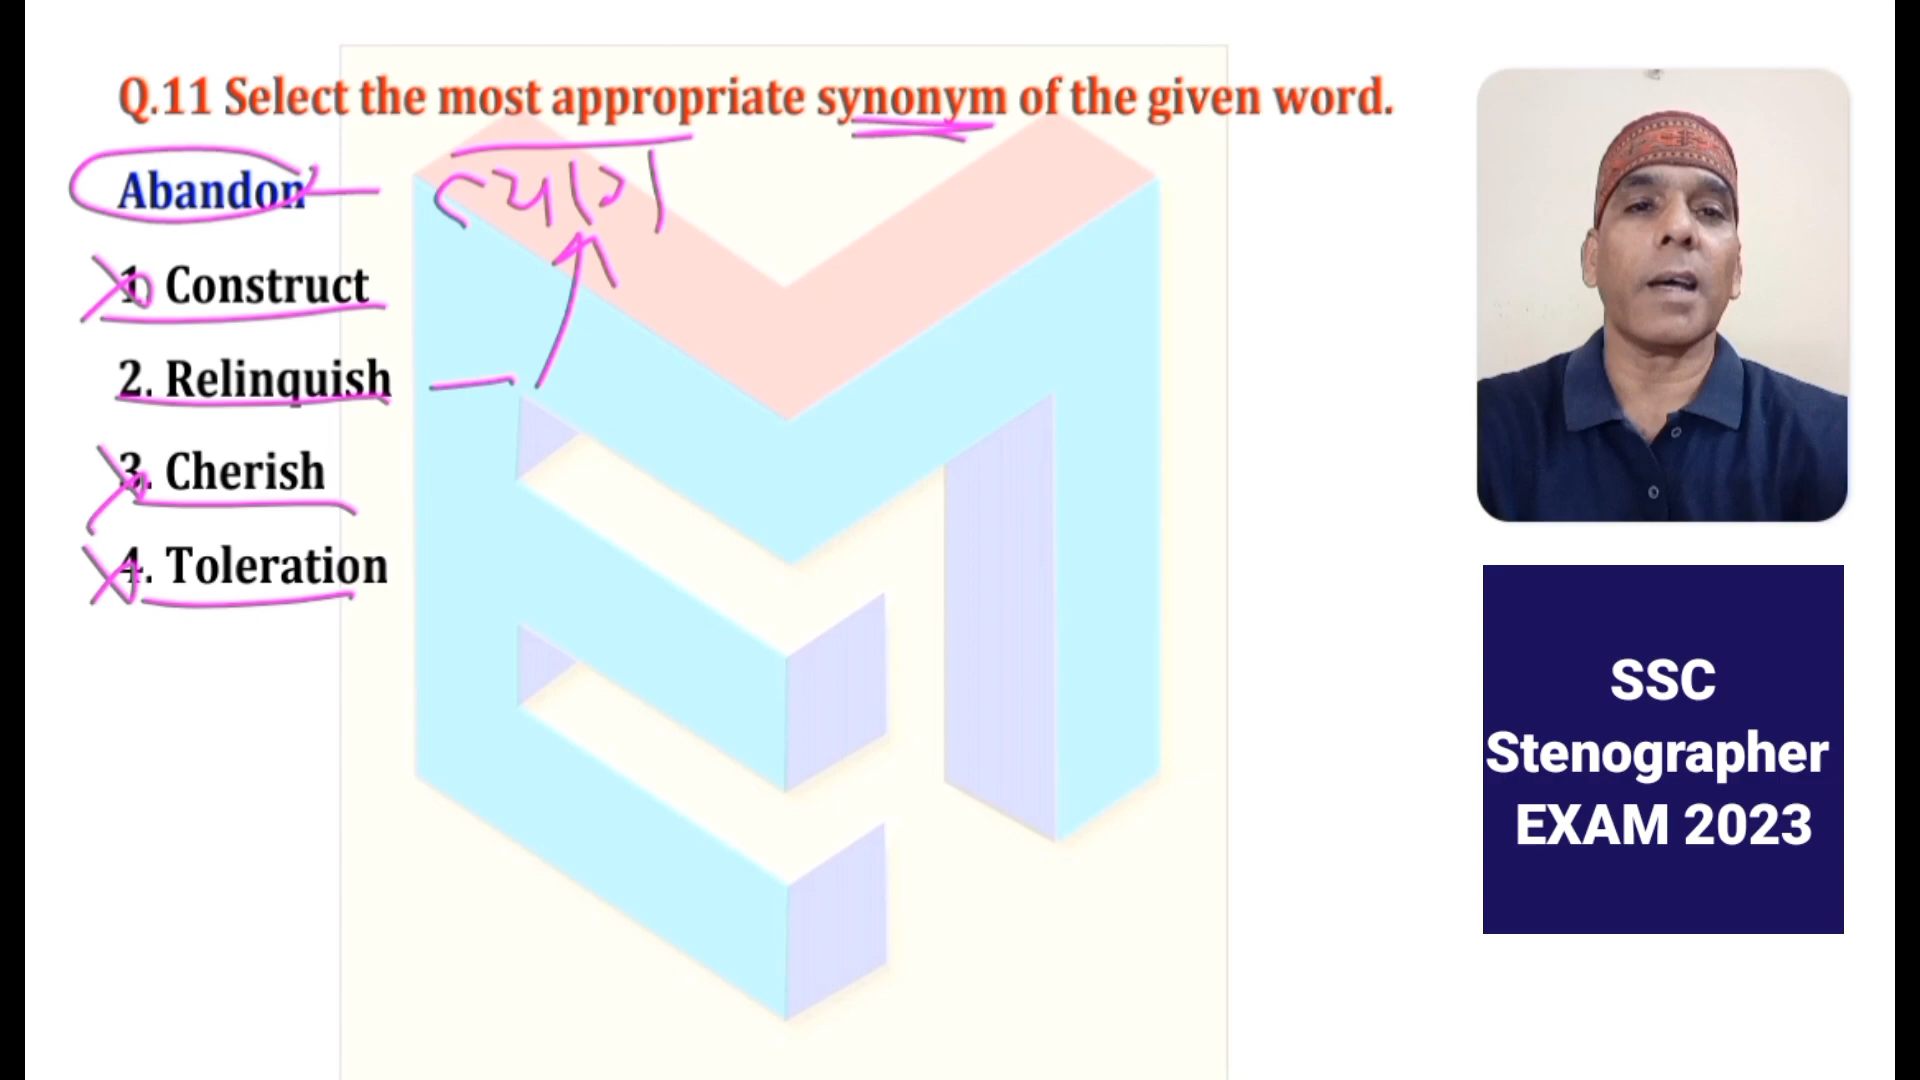 Q.11 Select the most appropriate synonym of the given word.
Abandon त्याग
1. Construct
2. Relinquish
3. Cherish
4. Toleration
SSC
Stenographer
EXAM 2023